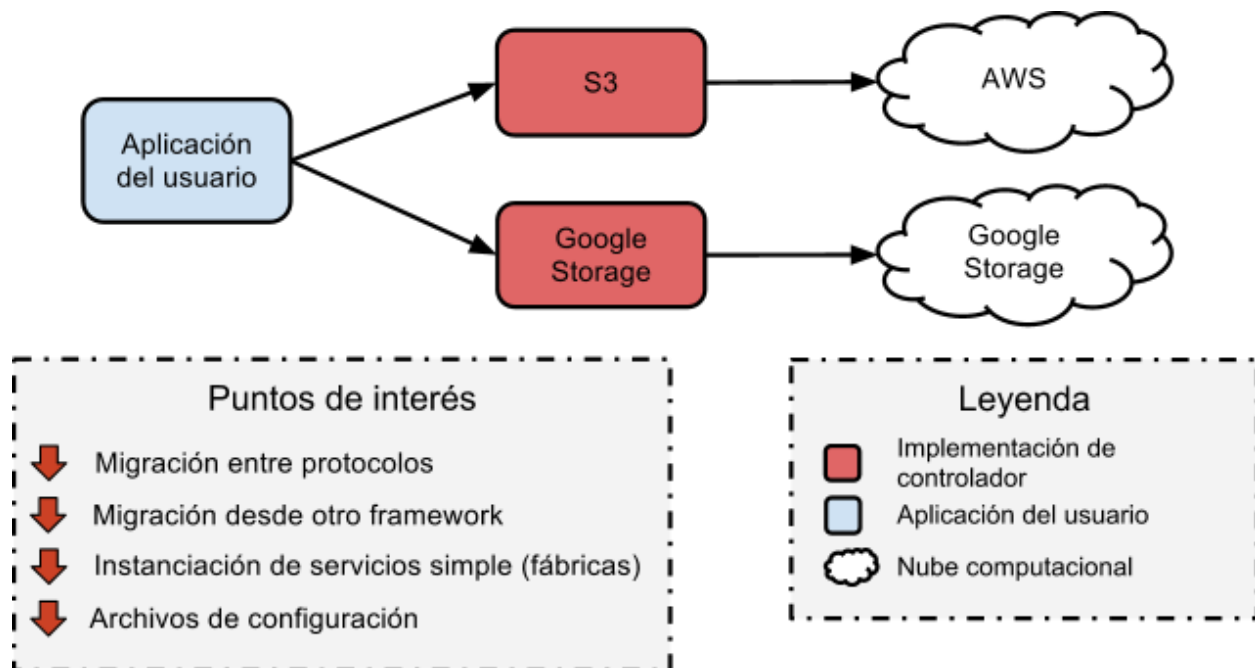 S3
AWS
Aplicación
del usuario
Google
Storage
Google
Storage
Puntos de interés
Migración entre protocolos
Migración desde otro framework
Instanciación de servicios simple (fábricas)
Archivos de configuración
Leyenda
Implementación de
controlador
Aplicación del usuario
Nube computacional